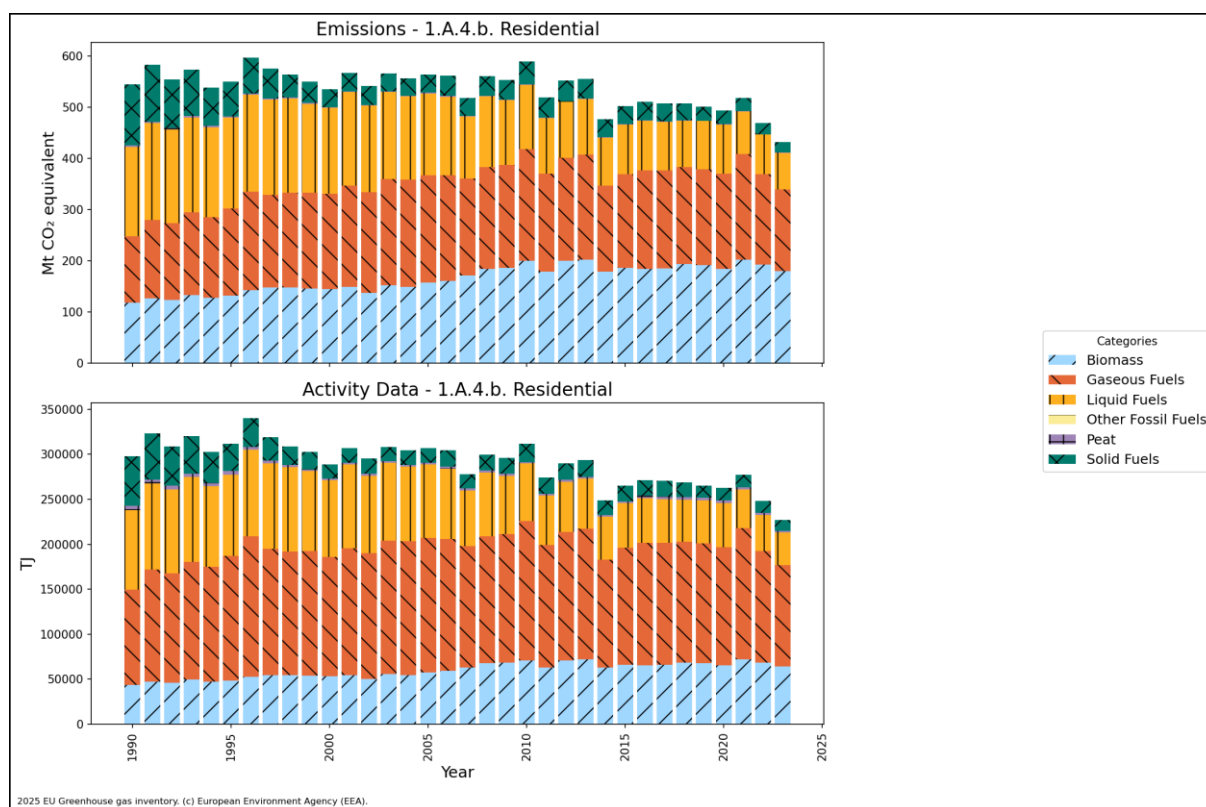 Emissions - 1.A.4.b. Residential
Mt CO₂ equivalent
600
500
400
300
200
100
0
Activity Data - 1.A.4.b. Residential
TJ
350000
300000
250000
200000
150000
100000
50000
0
1990
1995
2000
2005
2010
2015
2020
2025
Year
Categories
Biomass
Gaseous Fuels
Liquid Fuels
Other Fossil Fuels
Peat
Solid Fuels
2025 EU Greenhouse gas inventory. (c) European Environment Agency (EEA).